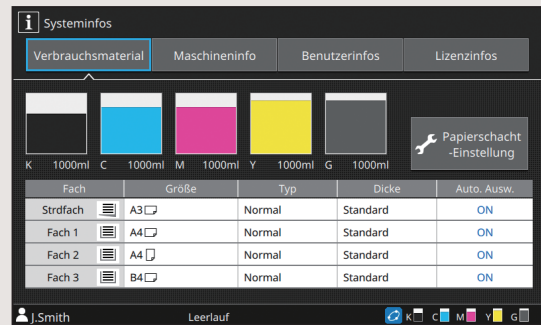 Systeminfos
Verbrauchsmaterial Maschineninfo Benutzerinfos Lizenzinfos
K 1000ml C 1000ml M 1000ml Y 1000ml G 1000ml
Papierschacht
-Einstellung
Fach Größe Typ Dicke Auto. Ausw.
Strdfach A3 Normal Standard ON
Fach 1 A4 Normal Standard ON
Fach 2 A4 Normal Standard ON
Fach 3 B4 Normal Standard ON
J.Smith Leerlauf K C M Y G